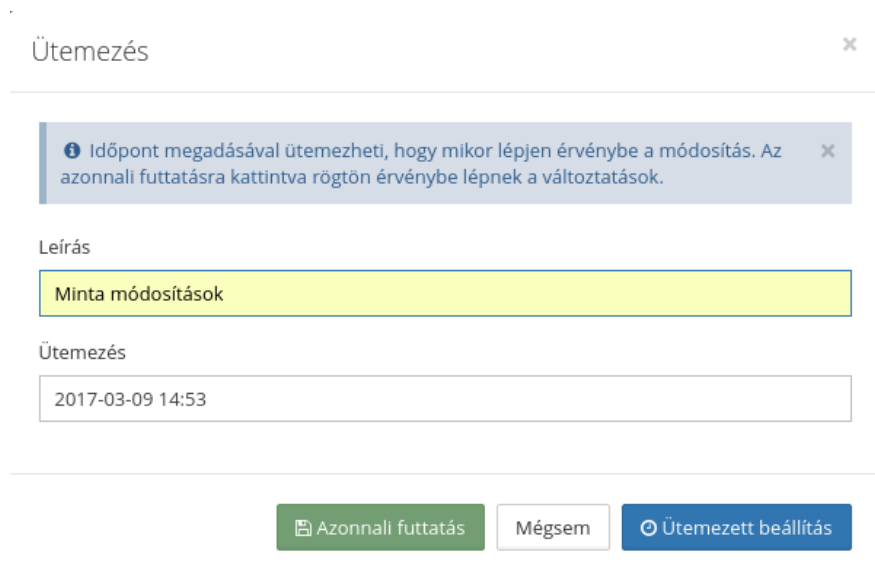 Ütemezés
Időpont megadásával ütemezheti, hogy mikor lépjen érvénybe a módosítás. Az
azonnali futtatásra kattintva rögtön érvénybe lépnek a változtatások.
Leírás
Minta módosítások
Ütemezés
2017-03-09 14:53
Azonnali futtatás Mégsem Ütemezett beállítás